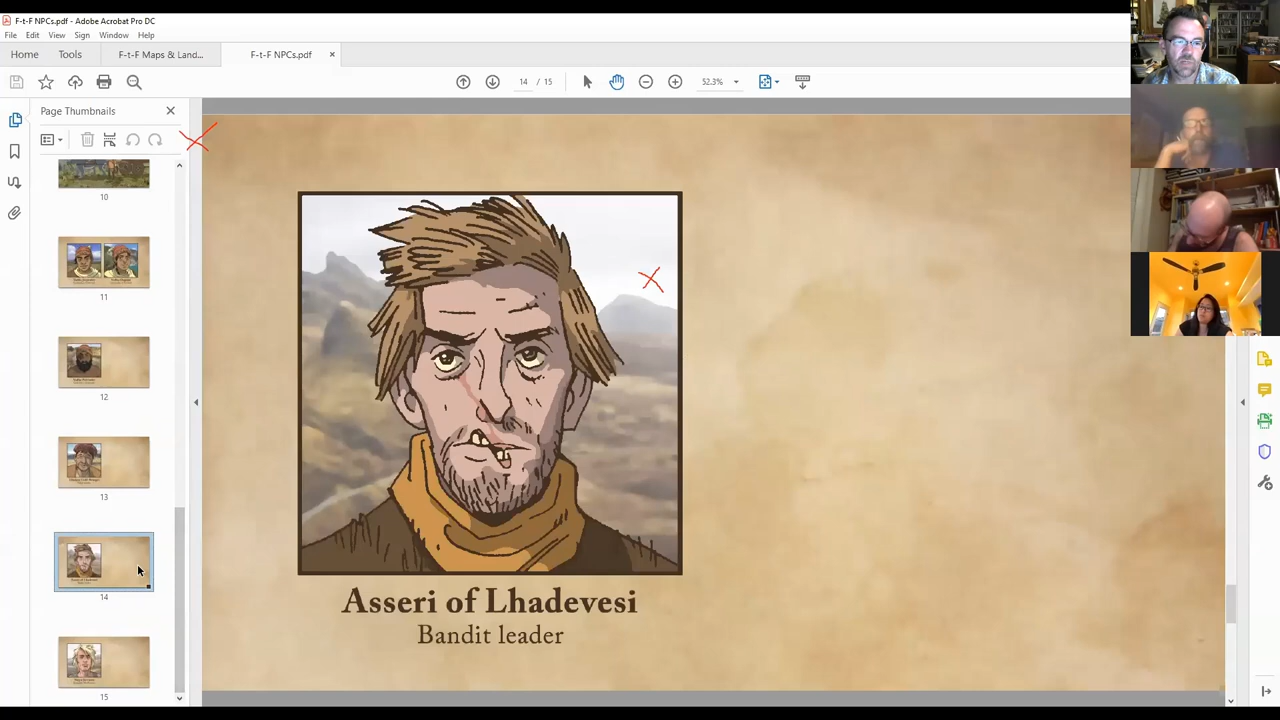 F-t-F NPCs.pdf - Adobe Acrobat Pro DC
File Edit View Sign Window Help
Home Tools F-t-F Maps & Land... F-t-F NPCs.pdf
14 / 15 52.3%
Page Thumbnails
10
11
12
13
14
15
Asseri of Lhadevesi
Bandit leader